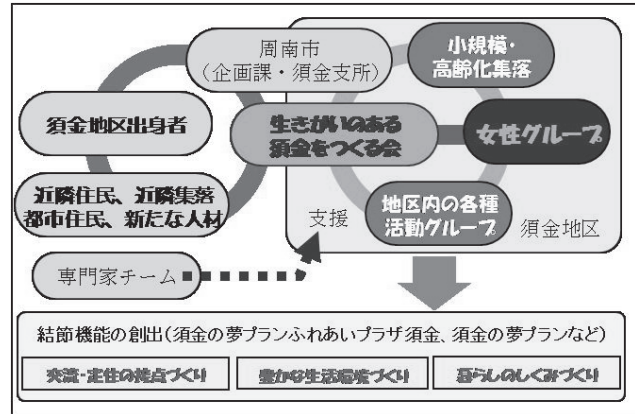 周南市
(企画課・須金支所)
小規模・
高齢化集落
須金地区出身者
生きがいのある
須金をつくる会
女性グループ
近隣住民、近隣集落
都市住民、新たな人材
支援
地区内の各種
活動グループ
須金地区
専門家チーム
結節機能の創出(須金の夢プランふれあいプラザ須金、須金の夢プランなど)
交流・定住の接点づくり
豊かな生活環境づくり
暮らしのしくみづくり